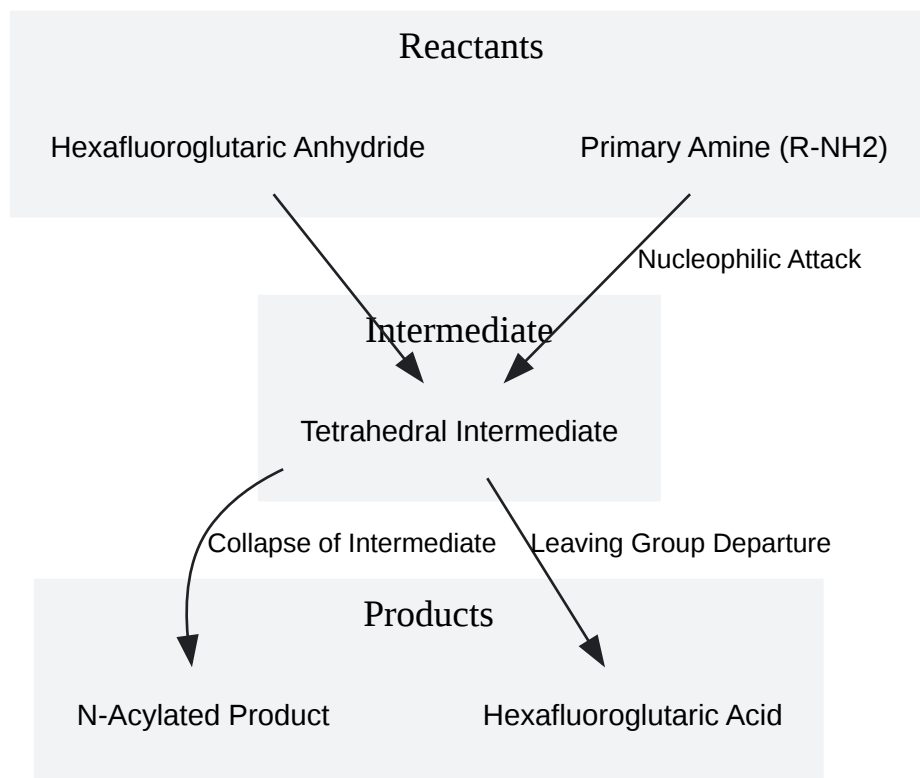 Reactants
Hexafluoroglutaric Anhydride
Primary Amine (R-NH2)
Nucleophilic Attack
Intermediate
Tetrahedral Intermediate
Collapse of Intermediate
Leaving Group Departure
Products
N-Acylated Product
Hexafluoroglutaric Acid